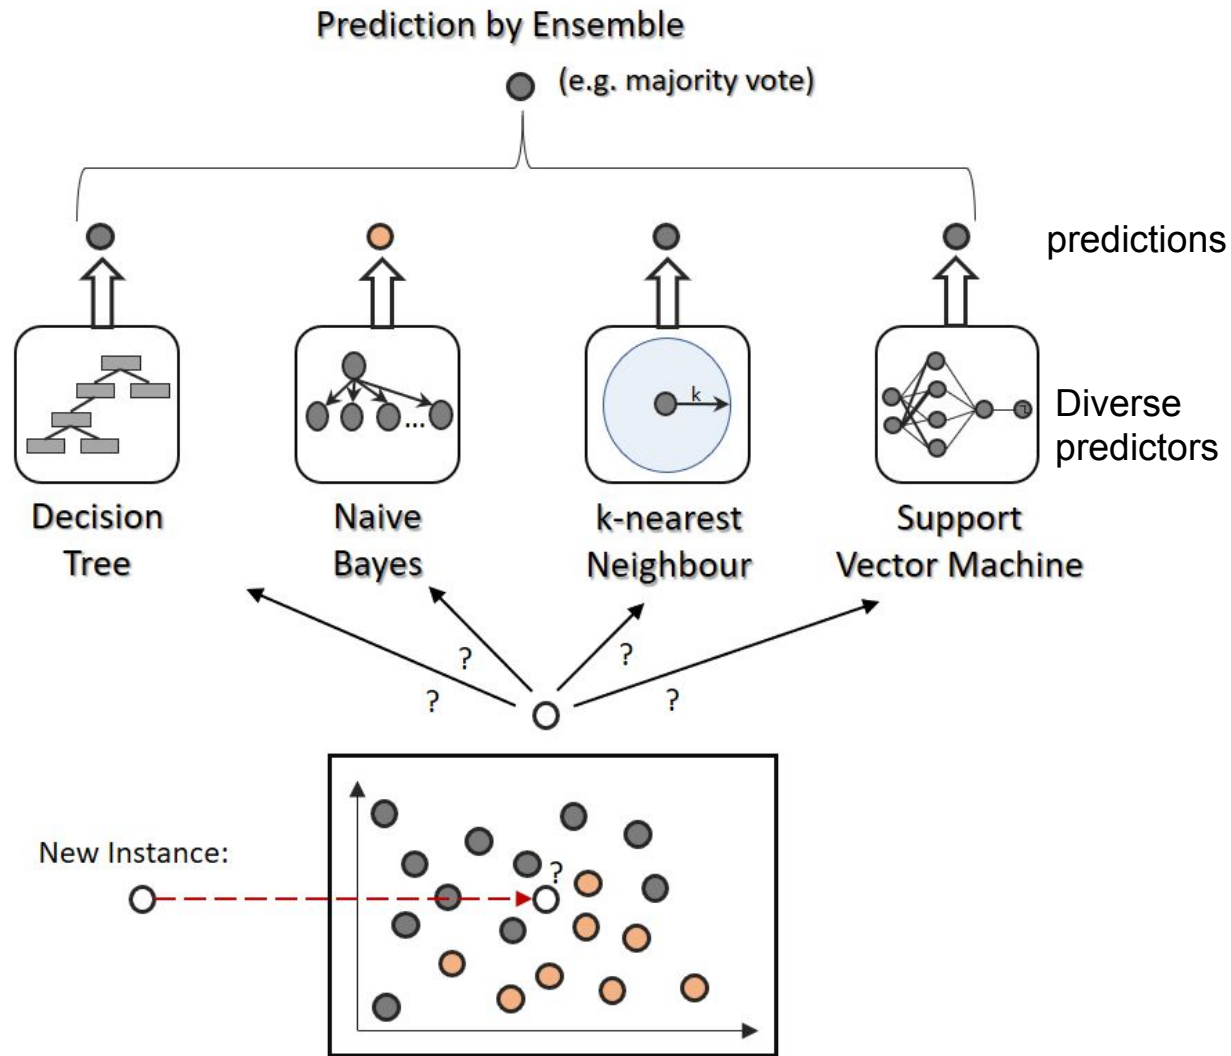 Prediction by Ensemble
(e.g. majority vote)
predictions
k
...
Diverse
predictors
Decision
Tree
Naive
Bayes
k-nearest
Neighbour
Support
Vector Machine
?
?
?
?
New Instance:
?